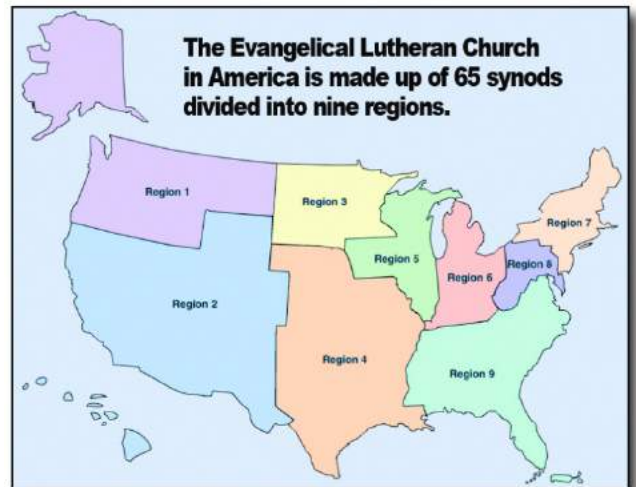 The Evangelical Lutheran Church
in America is made up of 65 synods
divided into nine regions.
Region 1
Region 3
Region 7
Region 5
Region 8
Region 6
Region 2
Region 4
Region 9